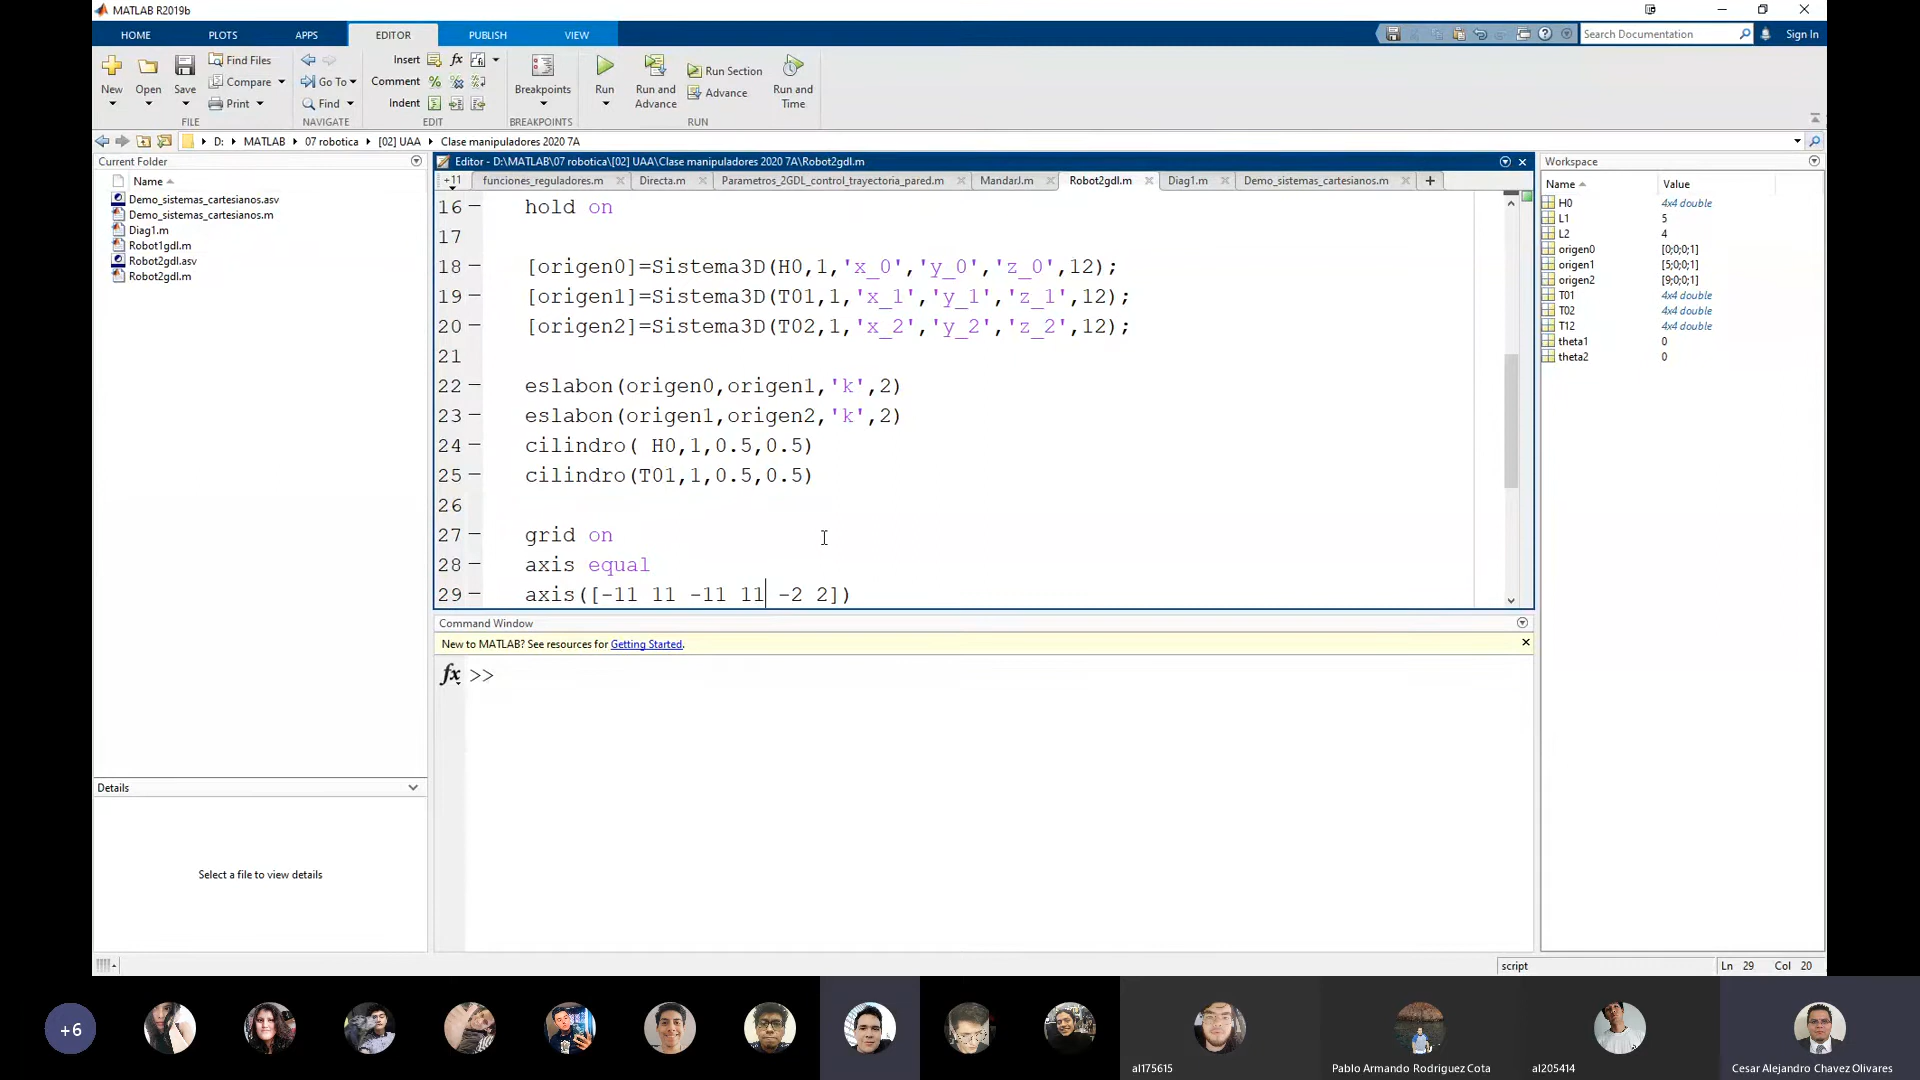 MATLAB R2019b
HOME PLOTS APPS EDITOR PUBLISH VIEW
Search Documentation
Sign In
New Open Save
Find Files
Compare
Print
FILE
Go To
Find
NAVIGATE
Insert
Comment
Indent
EDIT
Breakpoints
BREAKPOINTS
Run
Run and Advance
Run Section
Advance
Run and Time
RUN
D: MATLAB 07 robotica [02] UAA Clase manipuladores 2020 7A
Current Folder
Name
Demo_sistemas_cartesianos.asv
Demo_sistemas_cartesianos.m
Diag1.m
Robot1gdl.m
Robot2gdl.asv
Robot2gdl.m
Details
Select a file to view details
Editor - D:\MATLAB\07 robotica\[02] UAA\Clase manipuladores 2020 7A\Robot2gdl.m
+11 funciones_reguladores.m Directa.m Parametros_2GDL_control_trayectoria_pared.m MandarJ.m Robot2gdl.m Diag1.m Demo_sistemas_cartesianos.m
16 – hold on
17
18 – [origen0]=Sistema3D(H0,1,'x_0','y_0','z_0',12);
19 – [origen1]=Sistema3D(T01,1,'x_1','y_1','z_1',12);
20 – [origen2]=Sistema3D(T02,1,'x_2','y_2','z_2',12);
21
22 – eslabon(origen0,origen1,'k',2)
23 – eslabon(origen1,origen2,'k',2)
24 – cilindro( H0,1,0.5,0.5)
25 – cilindro(T01,1,0.5,0.5)
26
27 – grid on
28 – axis equal
29 – axis([-11 11 -11 11 -2 2])
Command Window
New to MATLAB? See resources for Getting Started.
fx >>
Workspace
Name Value
H0 4x4 double
L1 5
L2 4
origen0 [0;0;0;1]
origen1 [5;0;0;1]
origen2 [9;0;0;1]
T01 4x4 double
T02 4x4 double
T12 4x4 double
theta1 0
theta2 0
script Ln 29 Col 20
+6
al175615
Pablo Armando Rodriguez Cota
al205414
Cesar Alejandro Chavez Olivares